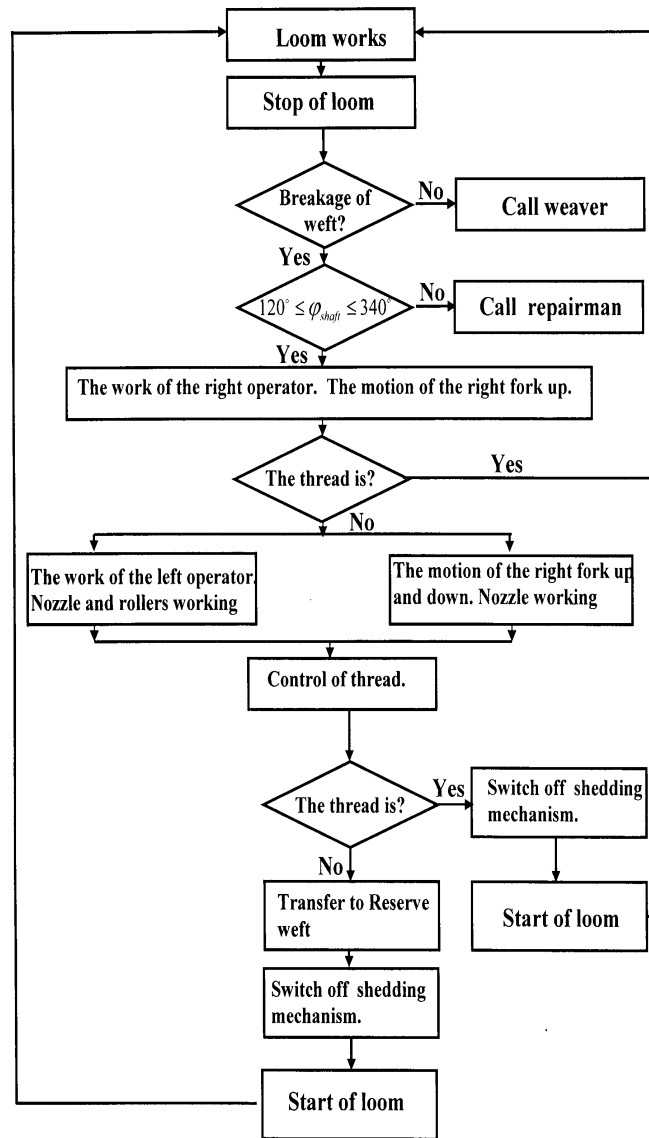 Loom works
Stop of loom
Breakage of
weft?
No
Call weaver
Yes
120° ≤ φshaft ≤ 340°
No
Call repairman
Yes
The work of the right operator. The motion of the right fork up.
The thread is?
Yes
No
The work of the left operator.
Nozzle and rollers working
The motion of the right fork up
and down. Nozzle working
Control of thread.
The thread is?
Yes
Switch off shedding
mechanism.
No
Start of loom
Transfer to Reserve
weft
Switch off shedding
mechanism.
Start of loom